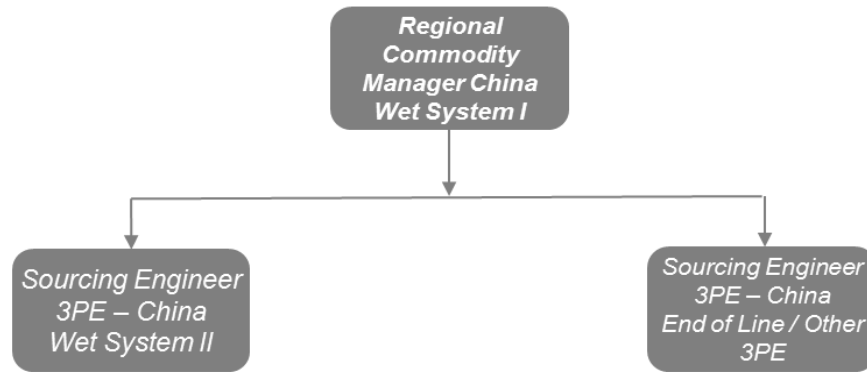 Regional
Commodity
Manager China
Wet System I
Sourcing Engineer
3PE – China
Wet System II
Sourcing Engineer
3PE – China
End of Line / Other
3PE